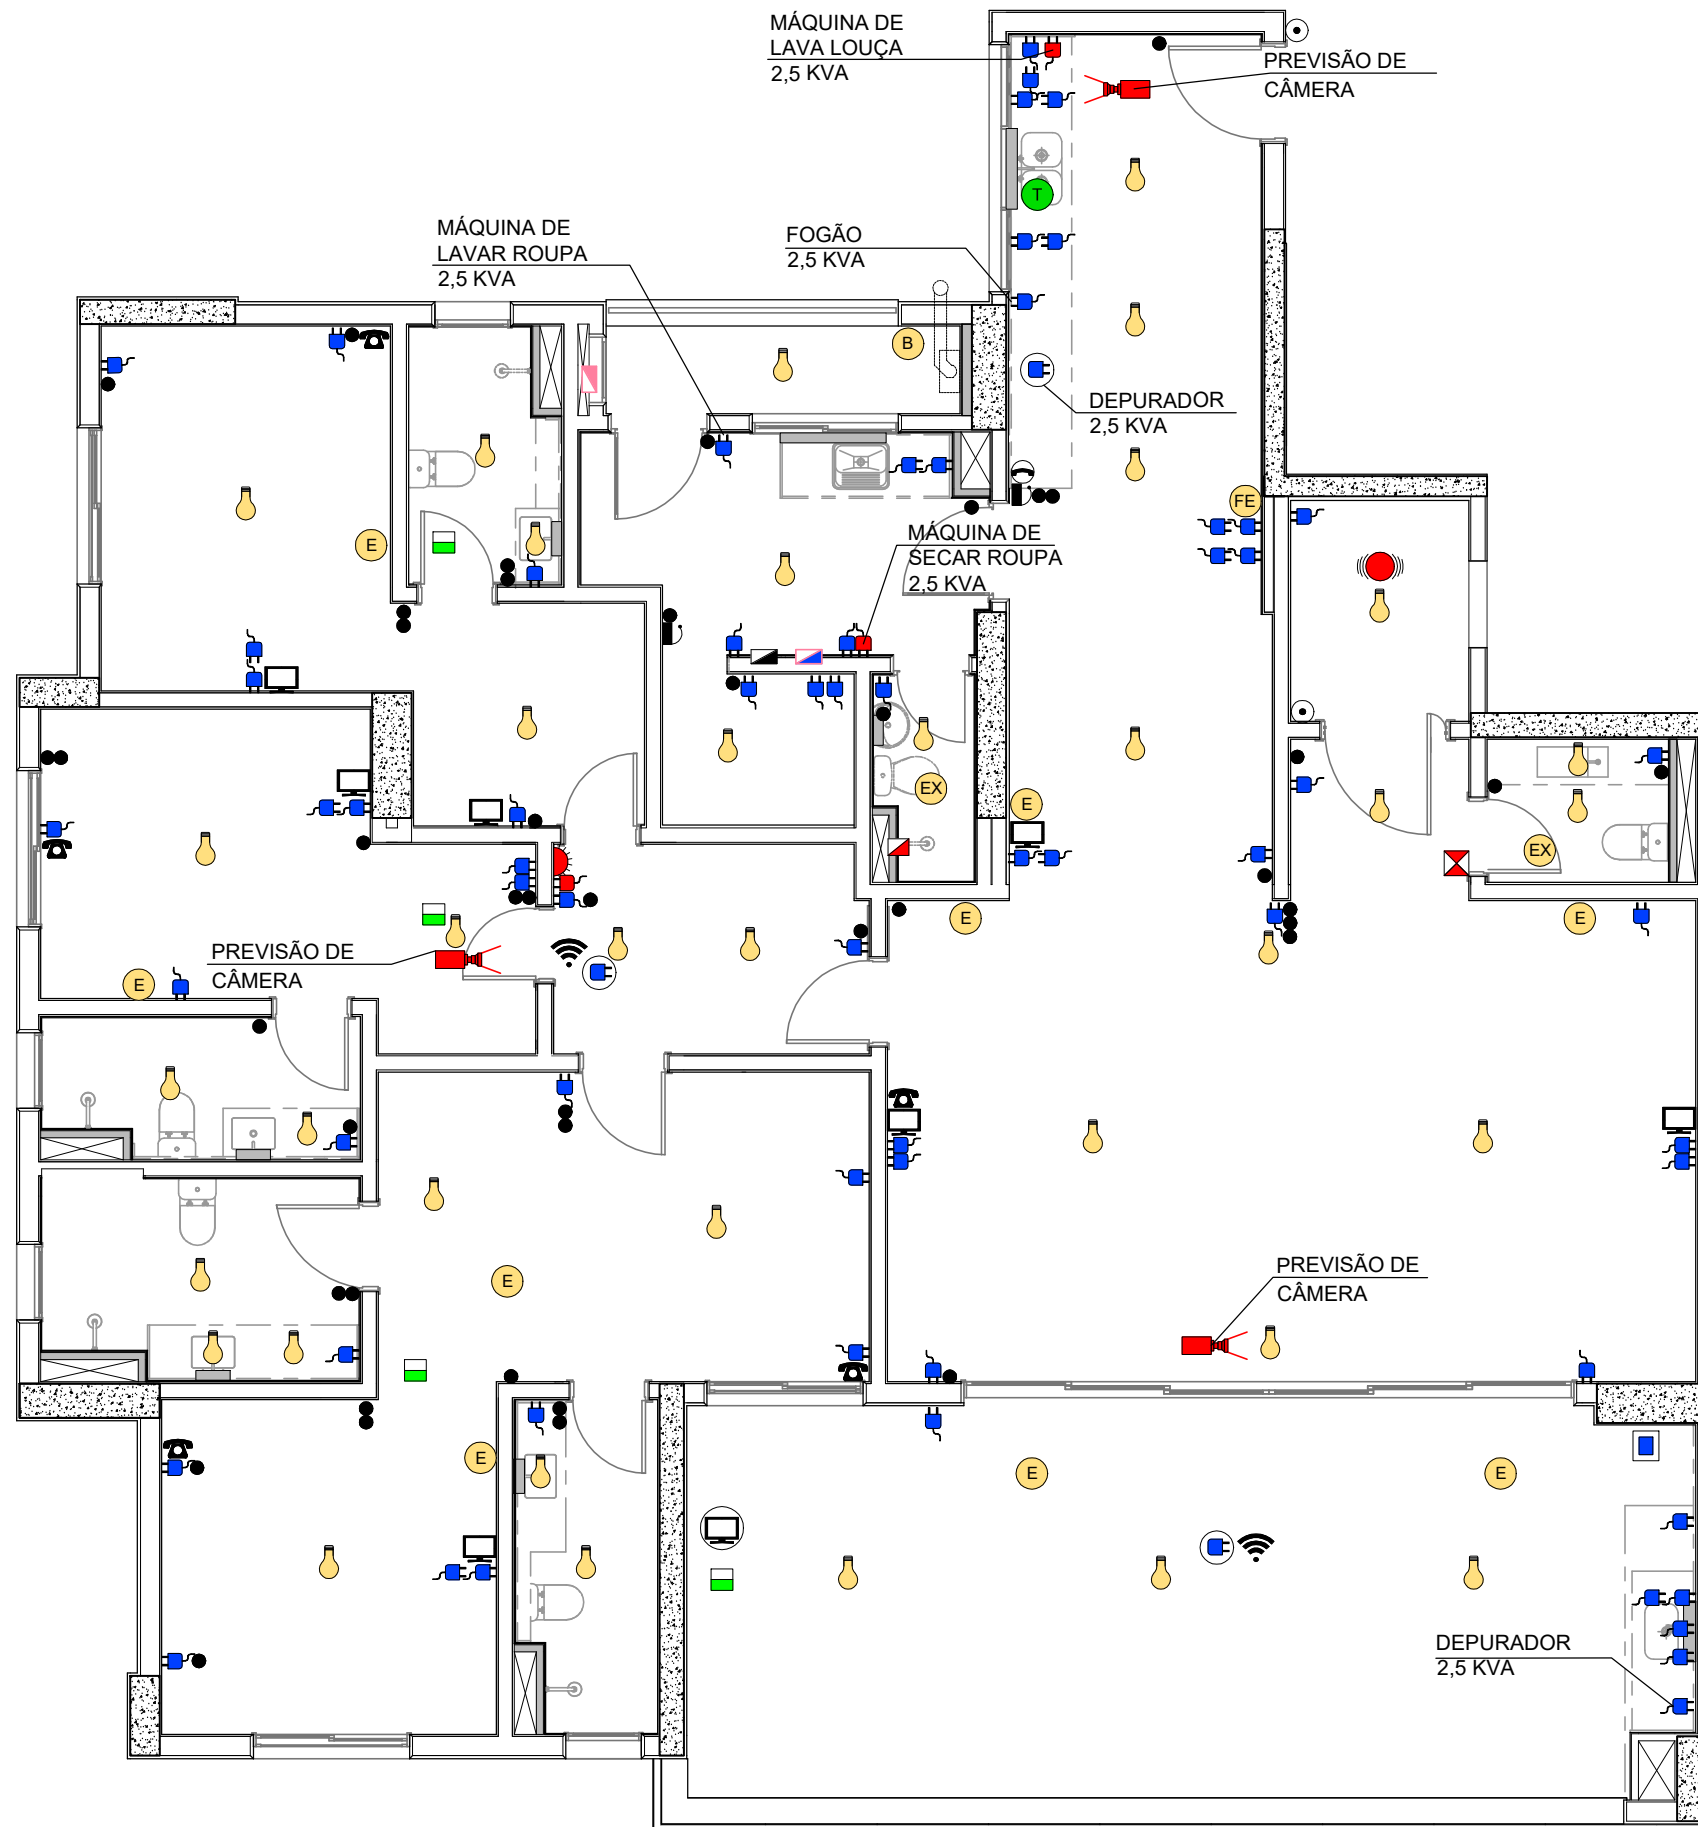 MÁQUINA DE
LAVA LOUÇA
2,5 KVA
PREVISÃO DE
CÂMERA
T
MÁQUINA DE
LAVAR ROUPA
2,5 KVA
FOGÃO
2,5 KVA
B
DEPURADOR
2,5 KVA
FE
E
MÁQUINA DE
SECAR ROUPA
2,5 KVA
EX
E
EX
E
E
PREVISÃO DE
CÂMERA
E
E
PREVISÃO DE
CÂMERA
E
E
E
DEPURADOR
2,5 KVA